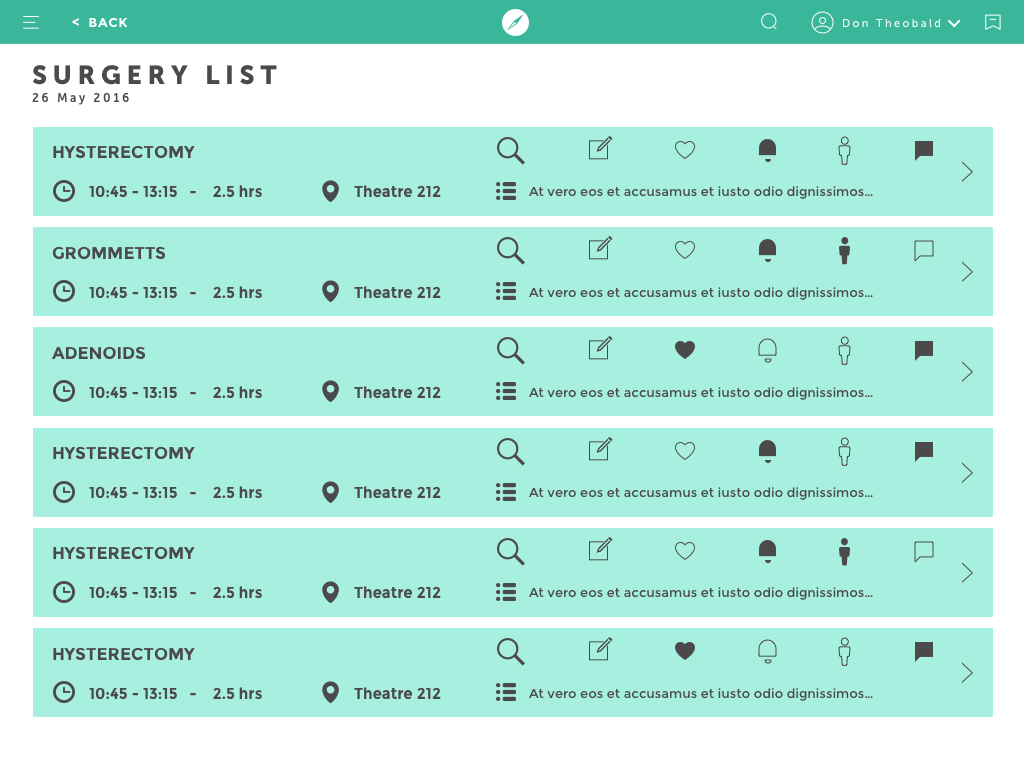 < BACK
Don Theobald
SURGERY LIST
26 May 2016
HYSTERECTOMY
10:45 - 13:15 - 2.5 hrs Theatre 212 At vero eos et accusamus et iusto odio dignissimos...
GROMMETTS
10:45 - 13:15 - 2.5 hrs Theatre 212 At vero eos et accusamus et iusto odio dignissimos...
ADENOIDS
10:45 - 13:15 - 2.5 hrs Theatre 212 At vero eos et accusamus et iusto odio dignissimos...
HYSTERECTOMY
10:45 - 13:15 - 2.5 hrs Theatre 212 At vero eos et accusamus et iusto odio dignissimos...
HYSTERECTOMY
10:45 - 13:15 - 2.5 hrs Theatre 212 At vero eos et accusamus et iusto odio dignissimos...
HYSTERECTOMY
10:45 - 13:15 - 2.5 hrs Theatre 212 At vero eos et accusamus et iusto odio dignissimos...